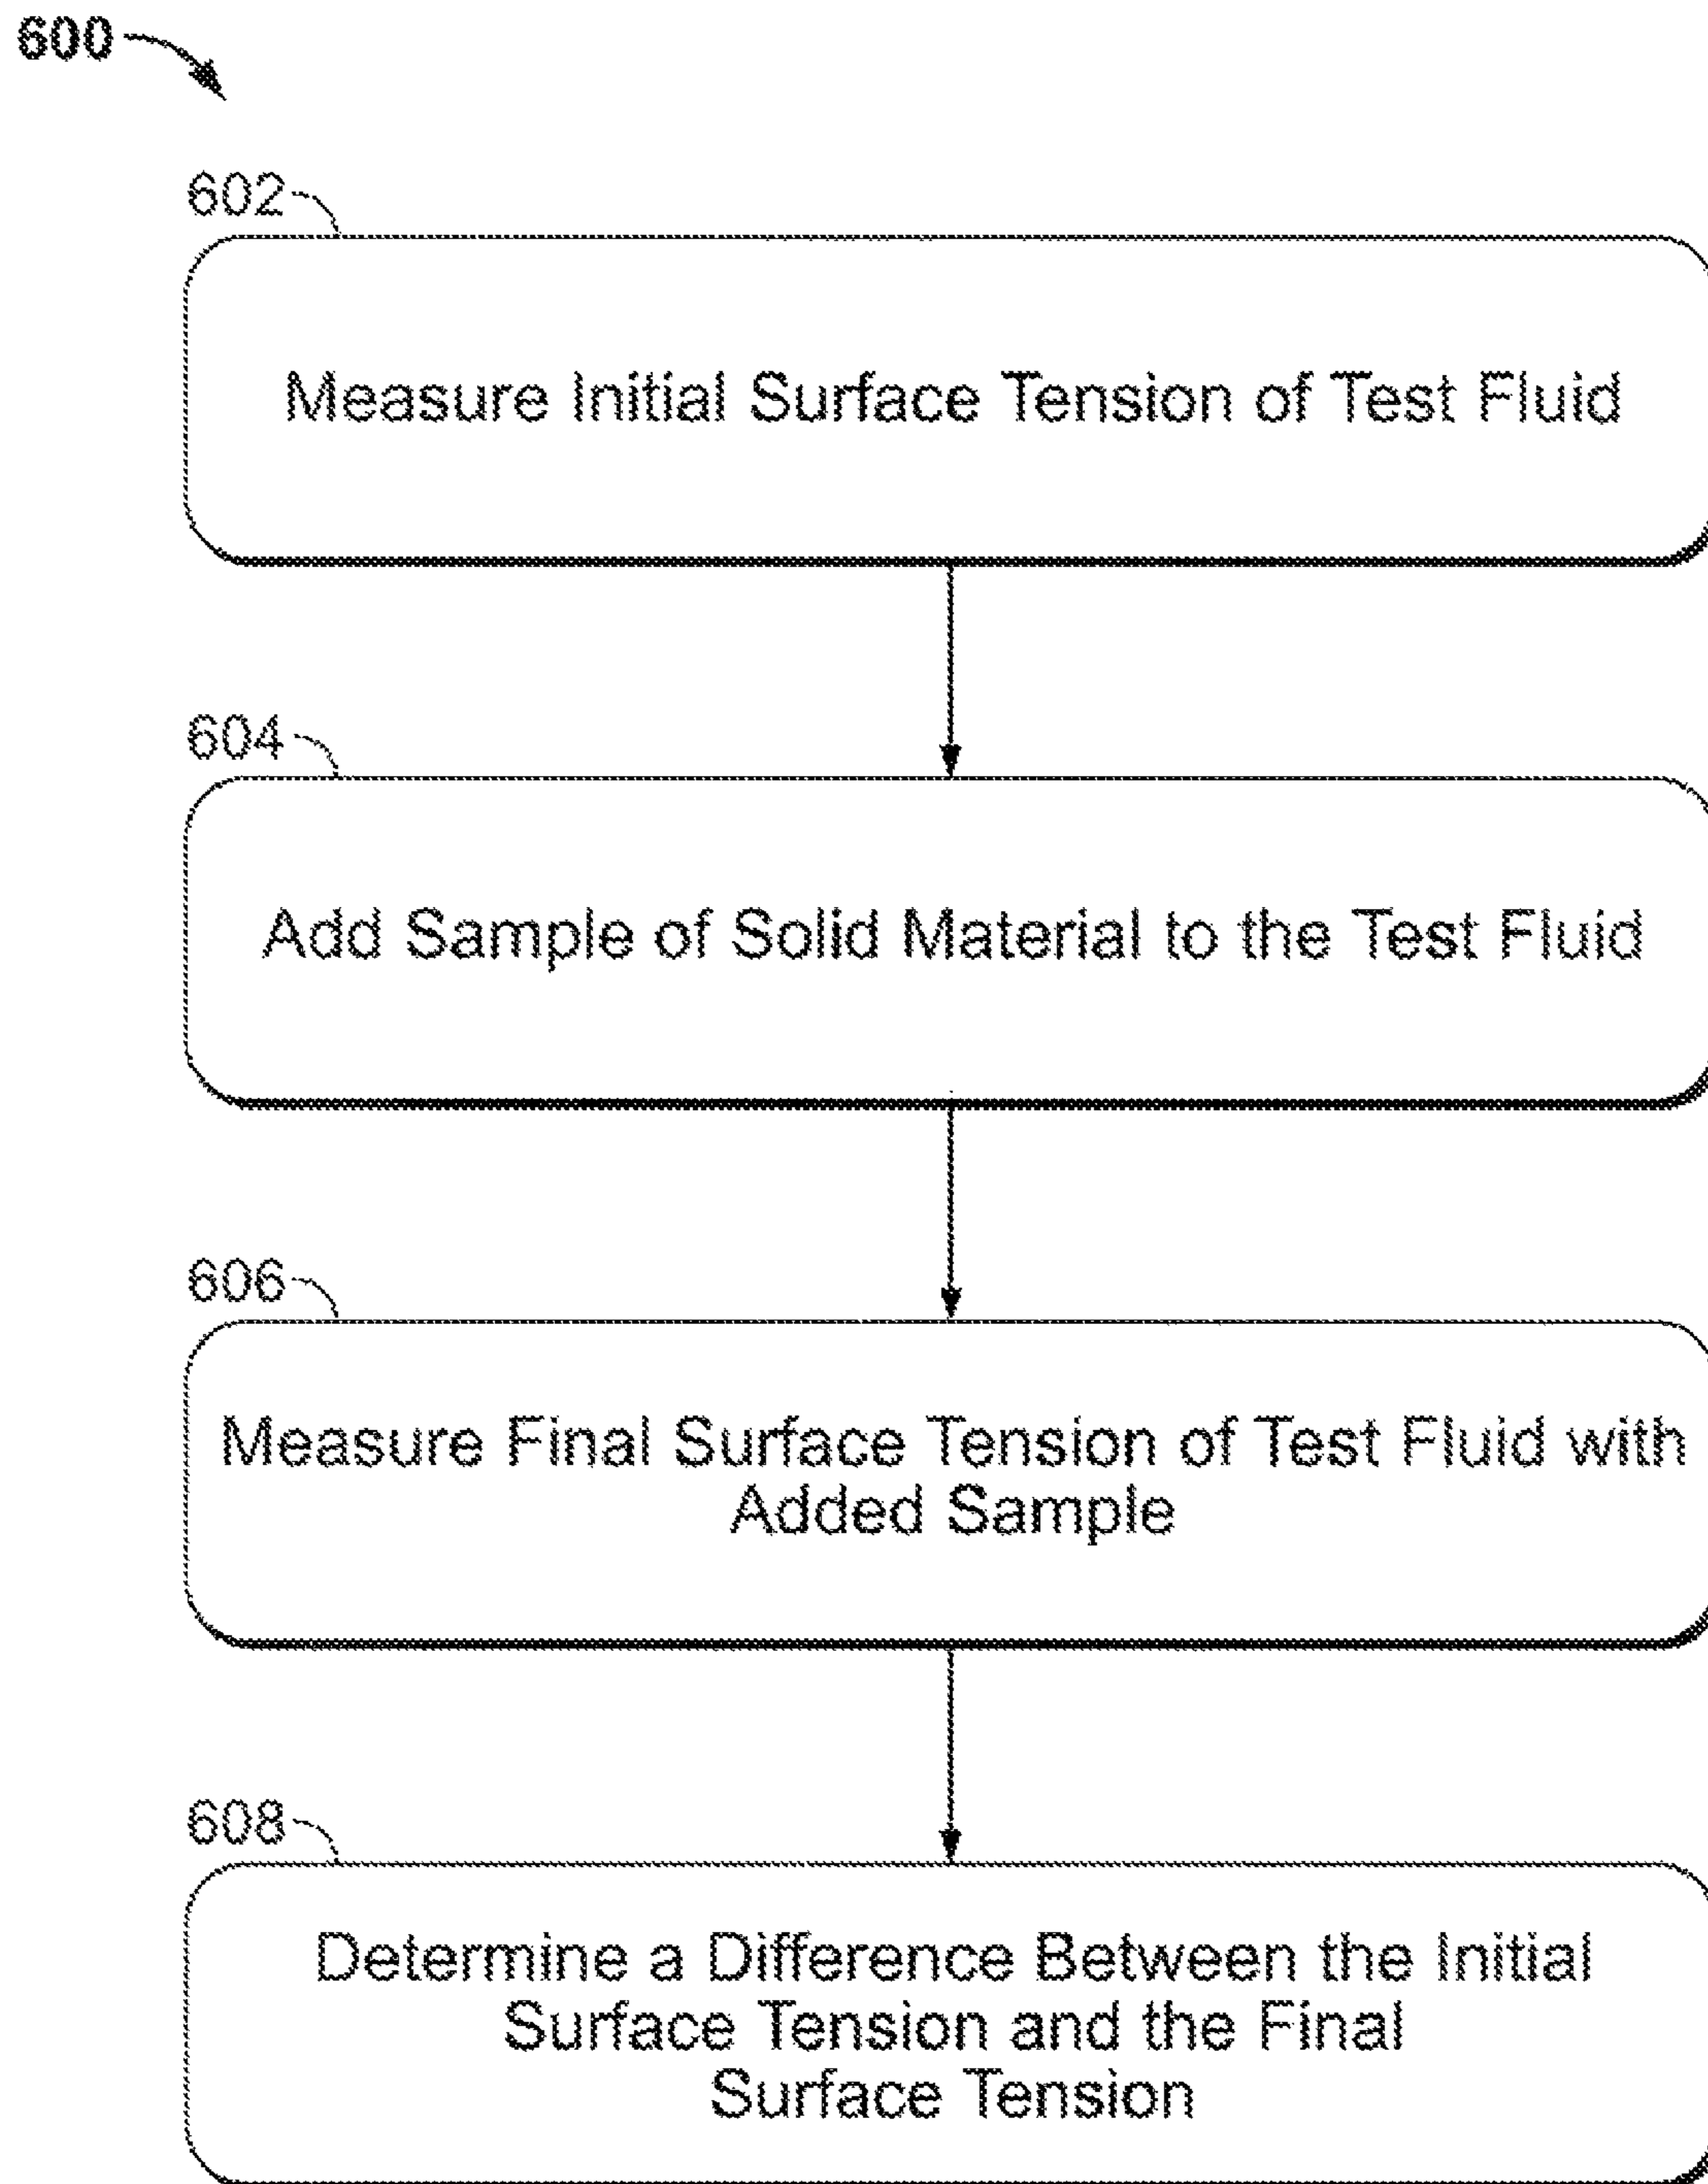 600
602
Measure Initial Surface Tension of Test Fluid
604
Add Sample of Solid Material to the Test Fluid
606
Measure Final Surface Tension of Test Fluid with
Added Sample
608
Determine a Difference Between the Initial
Surface Tension and the Final
Surface Tension